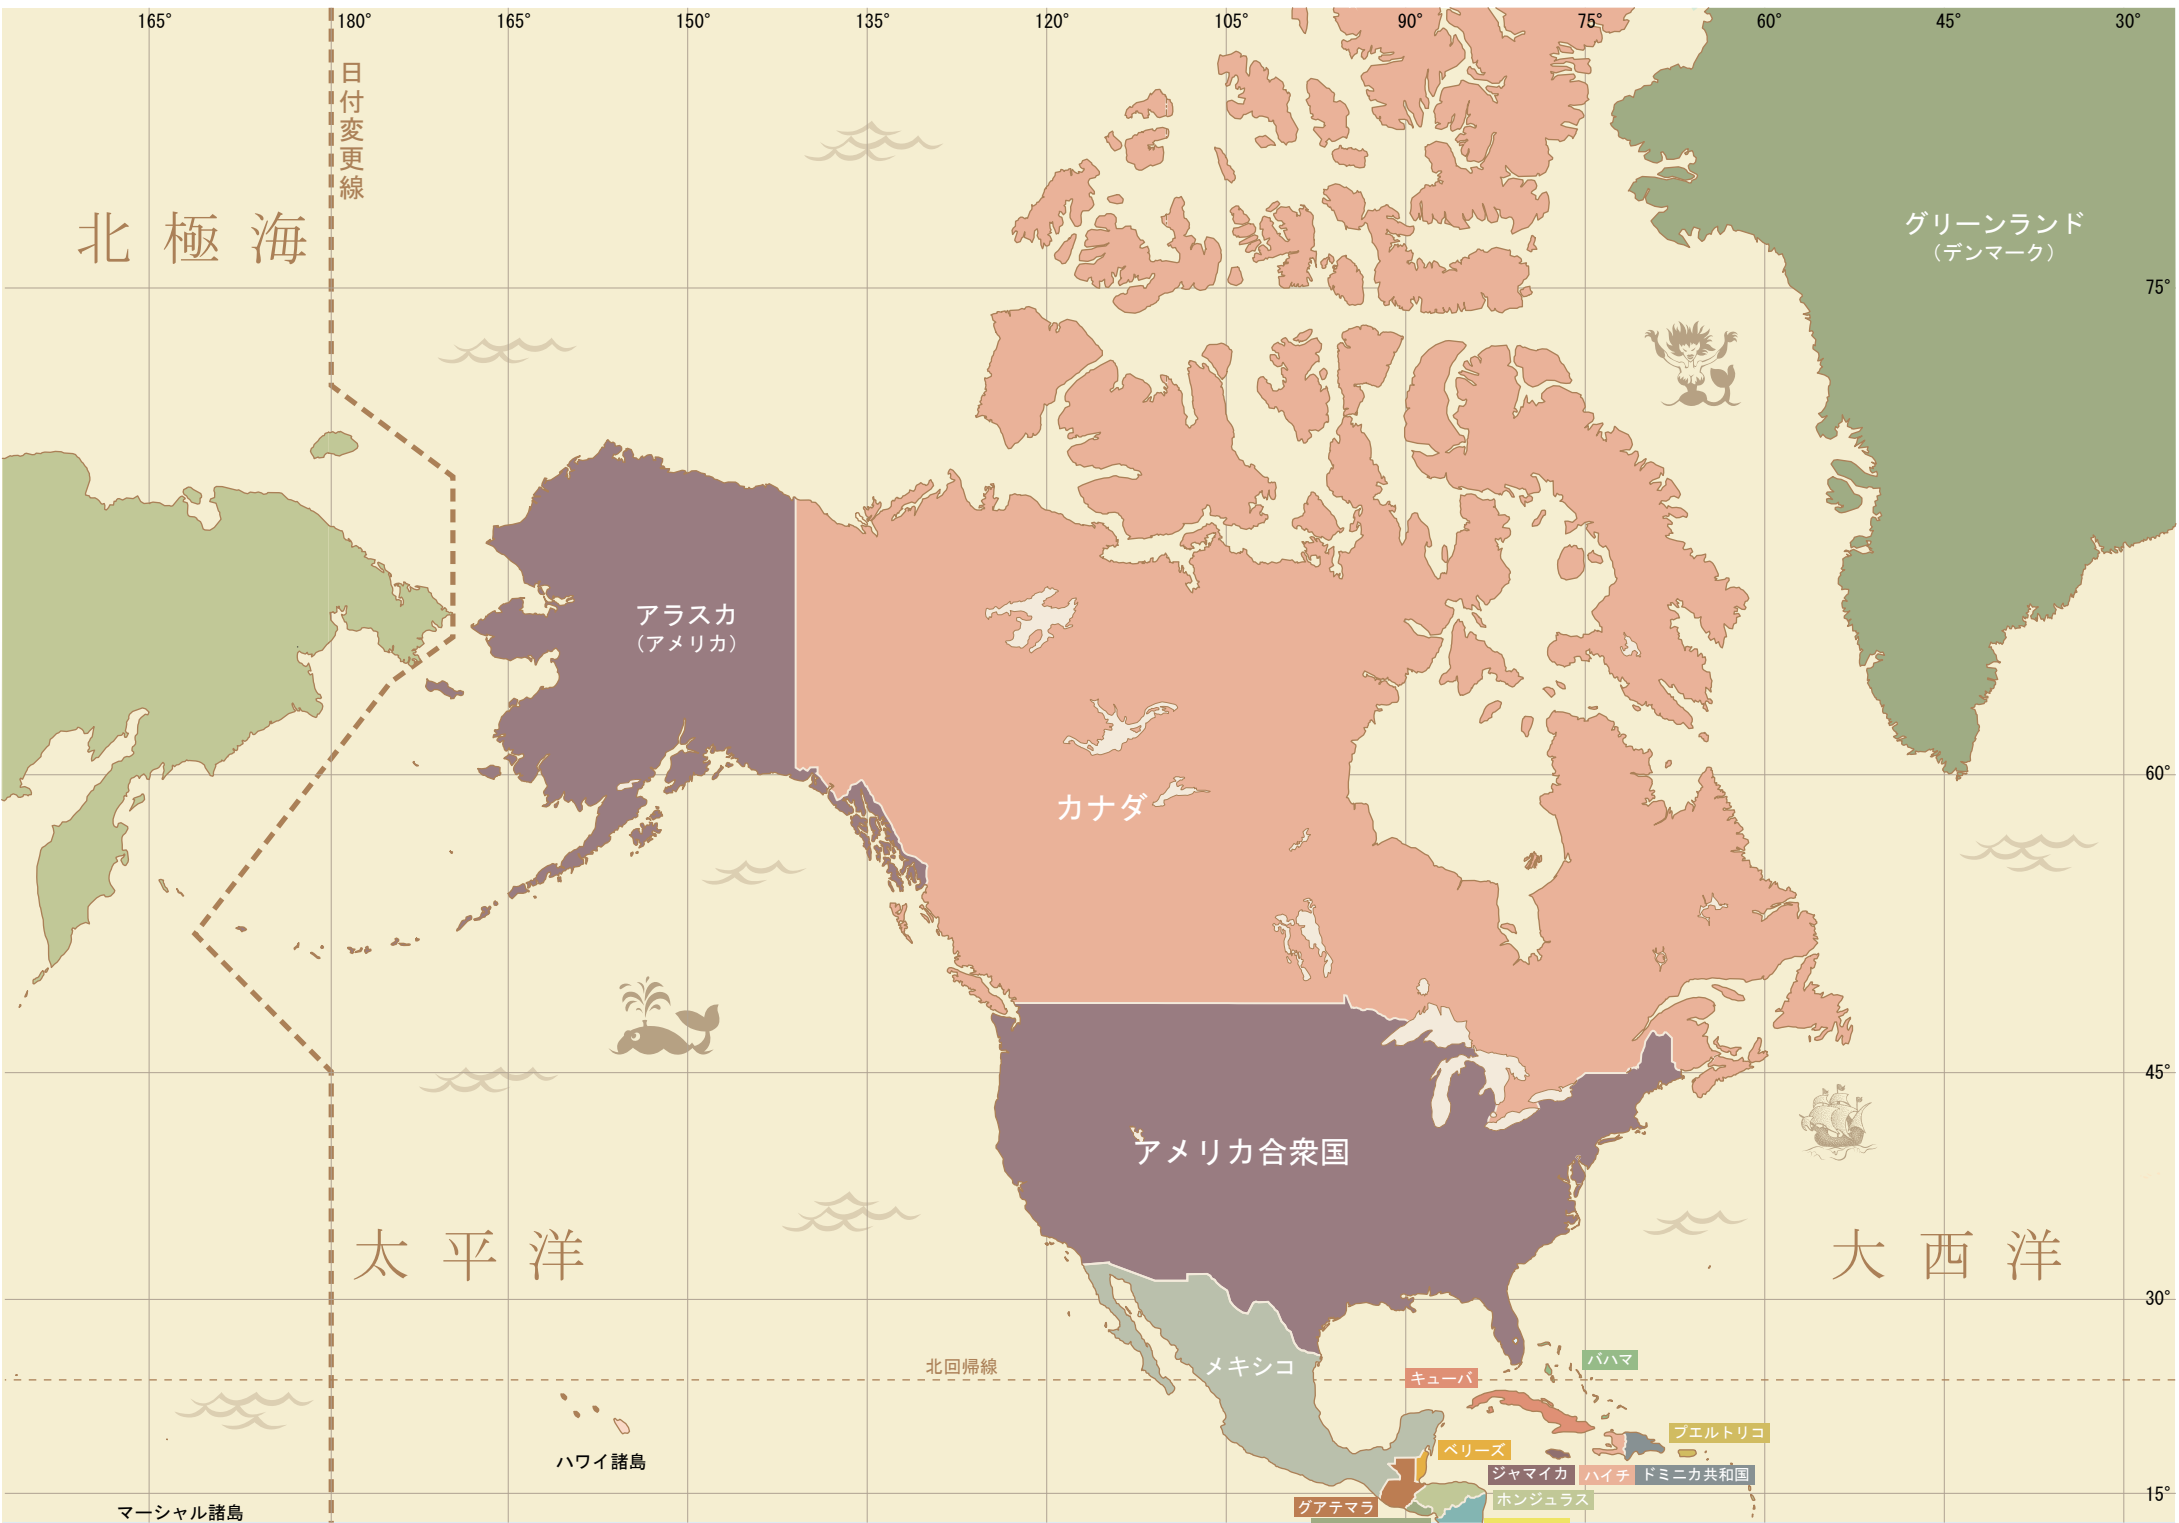 165°
180°
165°
150°
135°
120°
105°
90°
75°
60°
45°
30°
日付変更線
北極海
グリーンランド
（デンマーク）
75°
アラスカ
（アメリカ）
60°
カナダ
45°
アメリカ合衆国
太平洋
大西洋
30°
北回帰線
メキシコ
バハマ
キューバ
プエルトリコ
ベリーズ
ハワイ諸島
ジャマイカ
ハイチ
ドミニカ共和国
15°
ホンジュラス
グアテマラ
マーシャル諸島